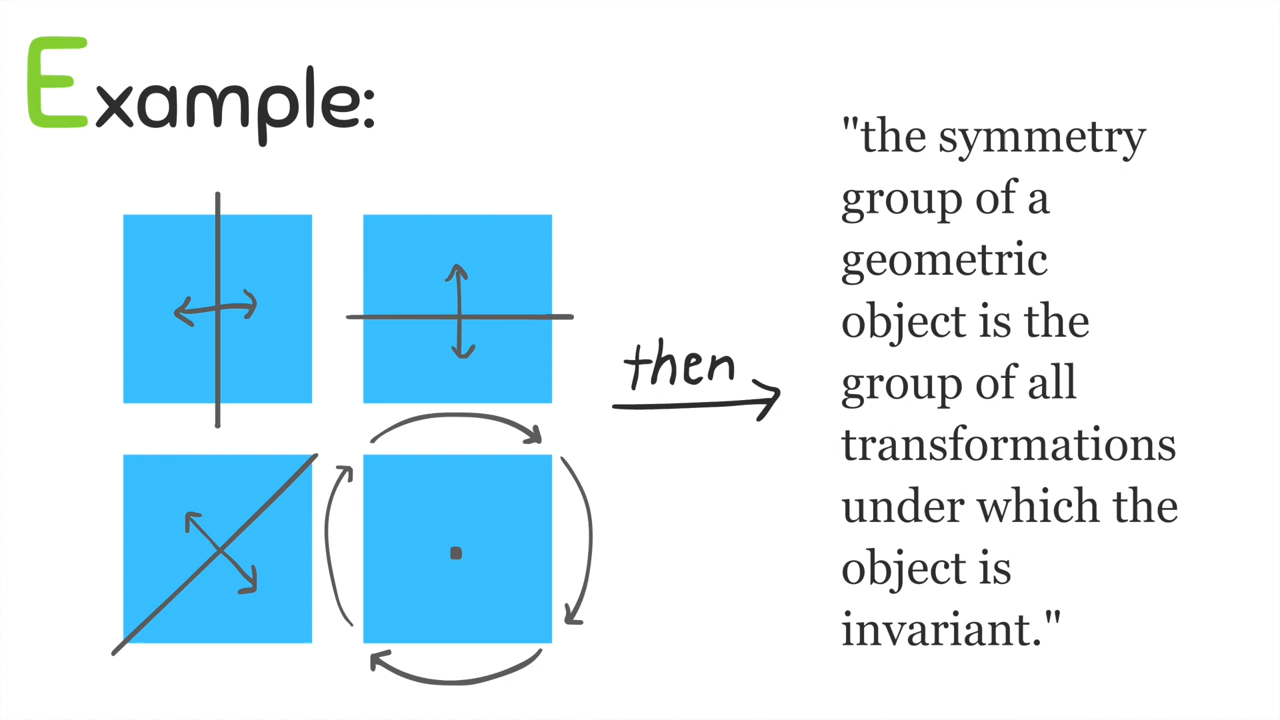 Example:
then
"the symmetry
group of a
geometric
object is the
group of all
transformations
under which the
object is
invariant."